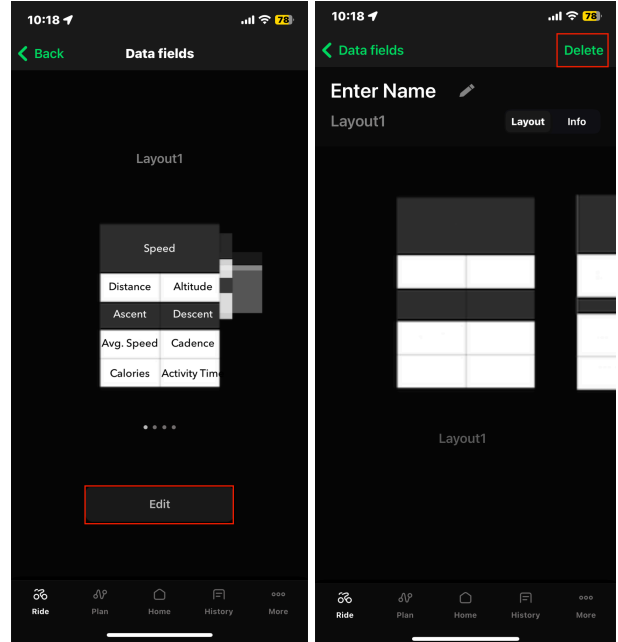 10:18
78
Back
Data fields
Layout1
Speed
Distance
Altitude
Ascent
Descent
Avg. Speed
Cadence
Calories
Activity Time
Edit
Ride
Plan
Home
History
More
10:18
78
Data fields
Delete
Enter Name
Layout1
Layout
Info
Layout1
Ride
Plan
Home
History
More